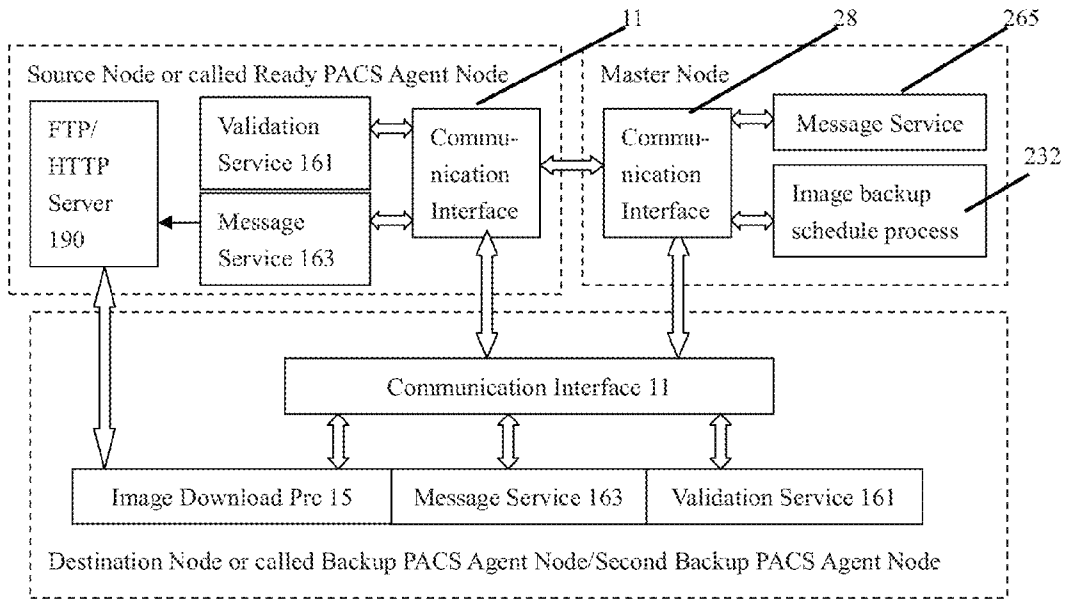 11
28
265
Source Node or called Ready PACS Agent Node
Master Node
FTP/
HTTP
Server
190
Validation
Service 161
Message
Service 163
Commu-
nication
Interface
Commu-
nication
Interface
Message Service
232
Image backup
schedule process
Communication Interface 11
Image Download Prc 15
Message Service 163
Validation Service 161
Destination Node or called Backup PACS Agent Node/Second Backup PACS Agent Node